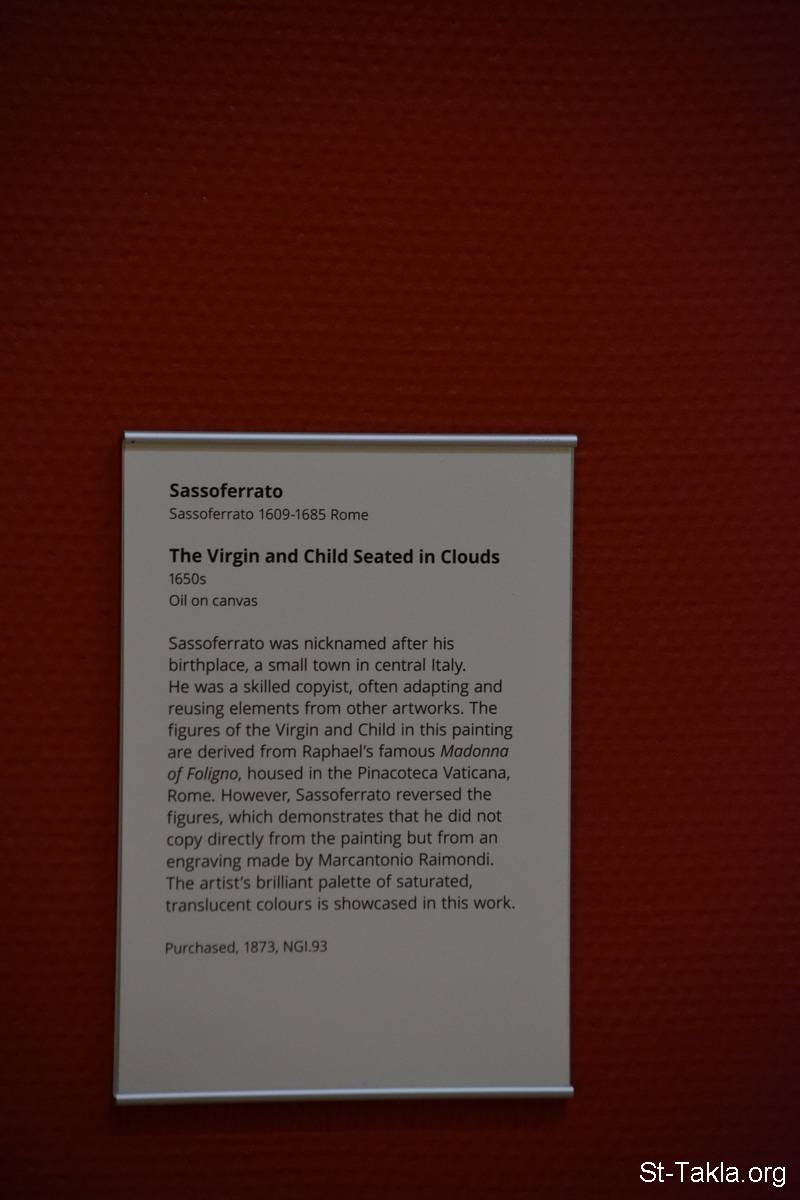 Sassoferrato
Sassoferrato 1609-1685 Rome
The Virgin and Child Seated in Clouds
1650s
Oil on canvas
Sassoferrato was nicknamed after his
birthplace, a small town in central Italy.
He was a skilled copyist, often adapting and
reusing elements from other artworks. The
figures of the Virgin and Child in this painting
are derived from Raphael's famous Madonna
of Foligno, housed in the Pinacoteca Vaticana,
Rome. However, Sassoferrato reversed the
figures, which demonstrates that he did not
copy directly from the painting but from an
engraving made by Marcantonio Raimondi.
The artist's brilliant palette of saturated,
translucent colours is showcased in this work.
Purchased, 1873, NGI.93
St-Takla.org